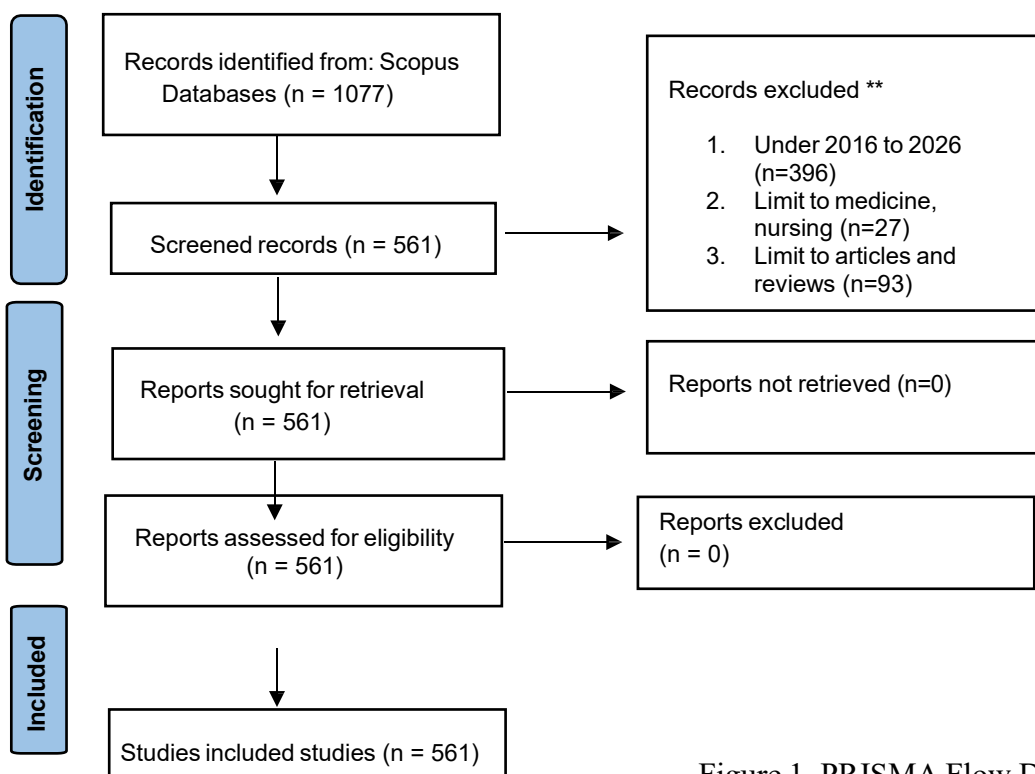 Identification
Records identified from: Scopus
Databases (n = 1077)
Records excluded **
1. Under 2016 to 2026
(n=396)
2. Limit to medicine,
nursing (n=27)
3. Limit to articles and
reviews (n=93)
Screened records (n = 561)
Screening
Reports sought for retrieval
(n = 561)
Reports not retrieved (n=0)
Reports assessed for eligibility
(n = 561)
Reports excluded
(n = 0)
Included
Studies included studies (n = 561)
Figure 1. PRISMA Flow D